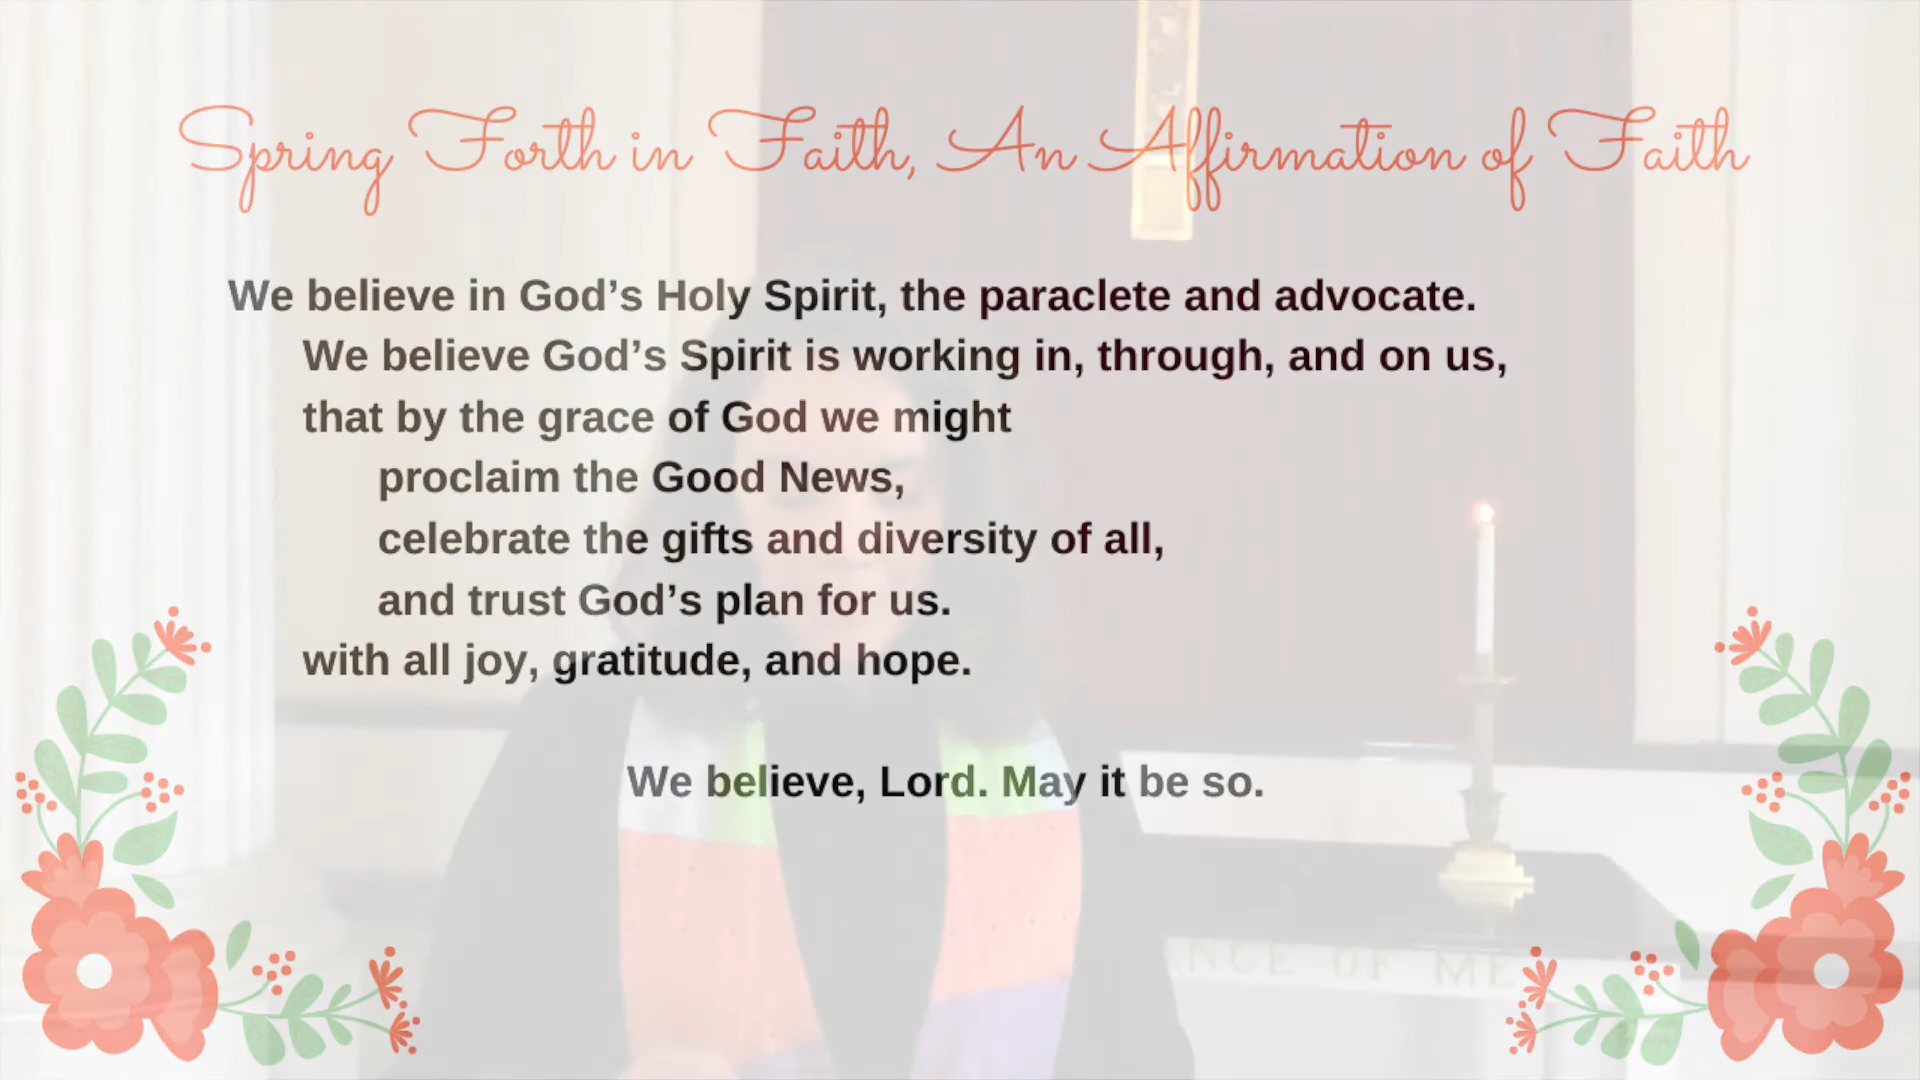 Spring Forth in Faith, An Affirmation of Faith
We believe in God’s Holy Spirit, the paraclete and advocate.
We believe God’s Spirit is working in, through, and on us,
that by the grace of God we might
proclaim the Good News,
celebrate the gifts and diversity of all,
and trust God’s plan for us.
with all joy, gratitude, and hope.
We believe, Lord. May it be so.
OF ME